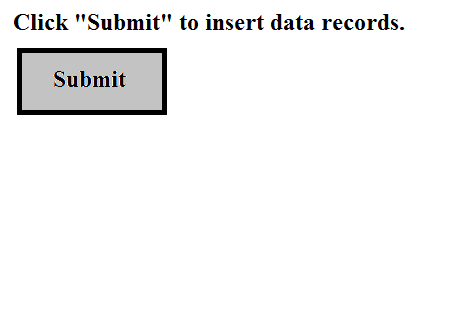 Click "Submit" to insert data records.
Submit